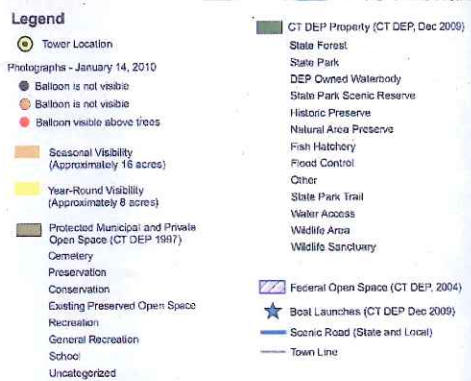 Legend
Tower Location
Photographs - January 14, 2010
Balloon is not visible
Balloon is not visible
Balloon visible above trees
Seasonal Visibility
(Approximately 16 acres)
Year-Round Visibility
(Approximately 8 acres)
Protected Municipal and Private
Open Space (CT DEP 1997)
Cemetery
Preservation
Conservation
Existing Preserved Open Space
Recreation
General Recreation
School
Uncategorized
CT DEP Property (CT DEP, Dec 2009)
State Forest
State Park
DEP Owned Waterbody
State Park Scenic Reserve
Historic Preserve
Natural Area Preserve
Fish Hatchery
Flood Control
Other
State Park Trail
Water Access
Wildlife Area
Wildlife Sanctuary
Federal Open Space (CT DEP, 2004)
Boat Launches (CT DEP Dec 2009)
Scenic Road (State and Local)
Town Line